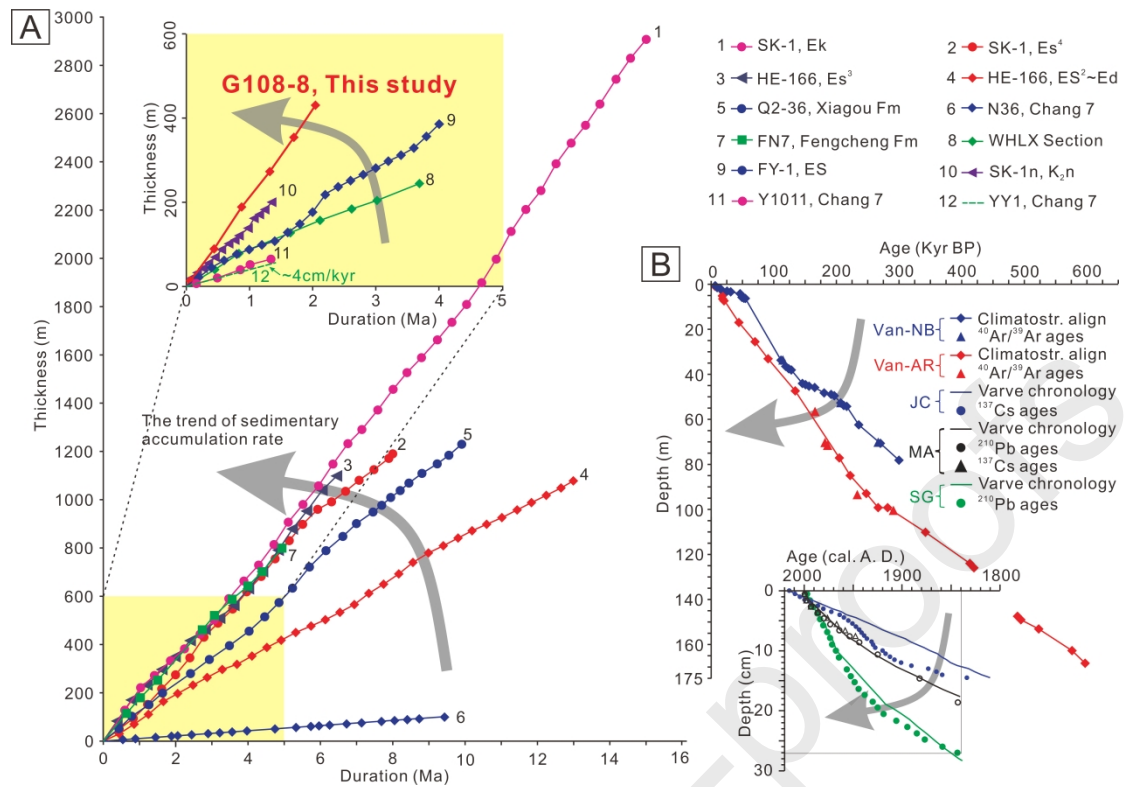 A
3000
2800
2600
2400
2200
2000
1800
1600
1400
1200
1000
800
600
400
200
0
Thickness (m)
0 2 4 6 8 10 12 14 16
Duration (Ma)
The trend of sedimentary
accumulation rate
1
2
3
4
5
6
7
600
400
200
0
Thickness (m)
G108-8, This study
8
9
10
11
12 ~4cm/kyr
0 1 2 3 4 5
Duration (Ma)
1 SK-1, Ek
2 SK-1, Es⁴
3 HE-166, Es³
4 HE-166, ES²~Ed
5 Q2-36, Xiagou Fm
6 N36, Chang 7
7 FN7, Fengcheng Fm
8 WHLX Section
9 FY-1, ES
10 SK-1n, K₂n
11 Y1011, Chang 7
12 YY1, Chang 7
B
Age (Kyr BP)
0 100 200 300 400 500 600
0
20
40
60
80
100
120
140
160
175
Depth (m)
Van-NB
Climatostr. align
⁴⁰Ar/³⁹Ar ages
Van-AR
Climatostr. align
⁴⁰Ar/³⁹Ar ages
JC
Varve chronology
¹³⁷Cs ages
MA
Varve chronology
²¹⁰Pb ages
¹³⁷Cs ages
SG
Varve chronology
²¹⁰Pb ages
Age (cal. A. D.)
2000 1900 1800
0
10
20
30
Depth (cm)
-proofs